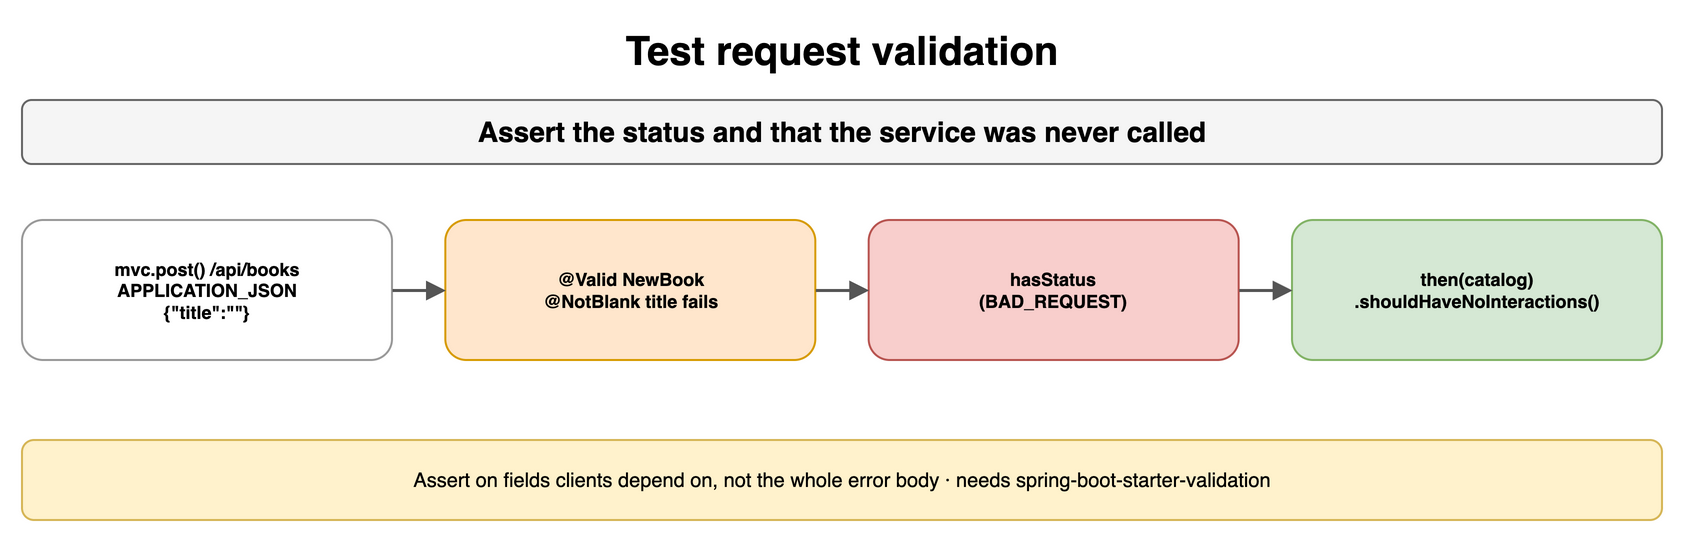 Test request validation
Assert the status and that the service was never called
mvc.post() /api/books
APPLICATION_JSON
{"title":""}
@Valid NewBook
@NotBlank title fails
hasStatus
(BAD_REQUEST)
then(catalog)
.shouldHaveNoInteractions()
Assert on fields clients depend on, not the whole error body · needs spring-boot-starter-validation